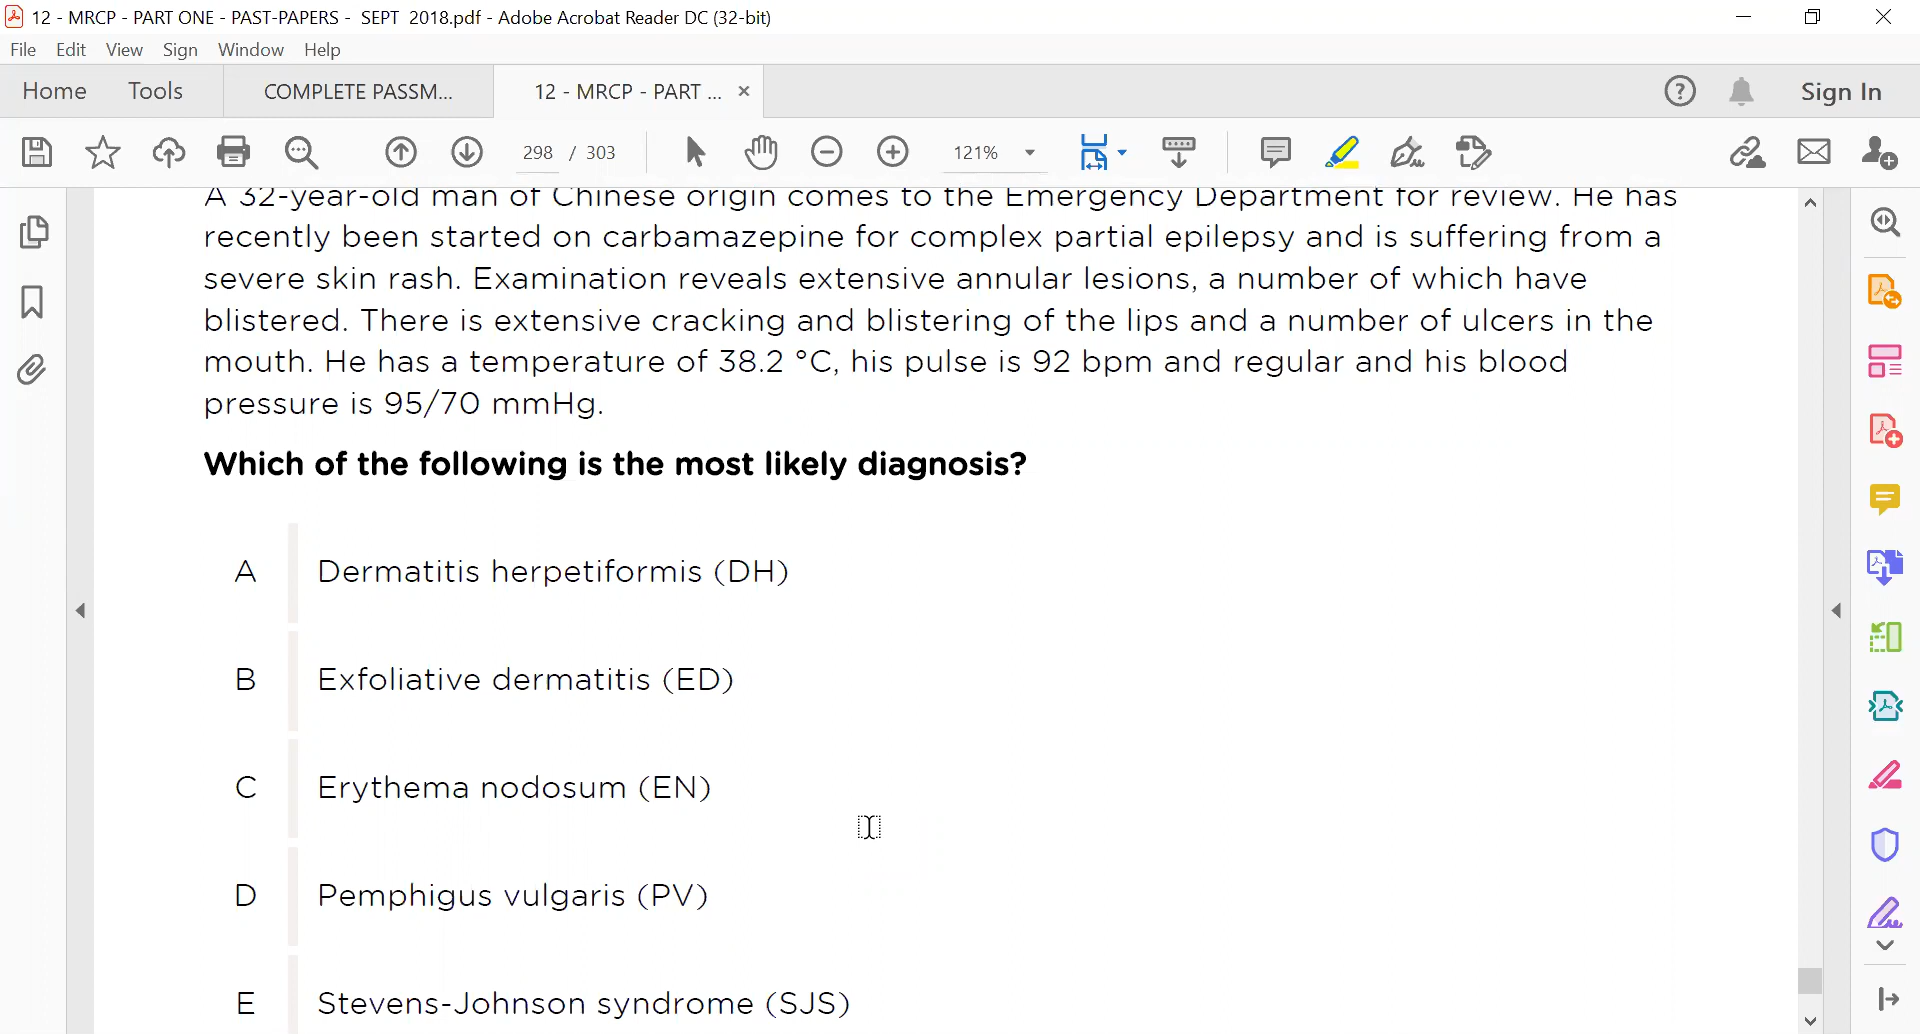 12 - MRCP - PART ONE - PAST-PAPERS - SEPT 2018.pdf - Adobe Acrobat Reader DC (32-bit)
File Edit View Sign Window Help
Home Tools COMPLETE PASSM... 12 - MRCP - PART ... × Sign In
298 / 303 121%
A 32-year-old man of Chinese origin comes to the Emergency Department for review. He has
recently been started on carbamazepine for complex partial epilepsy and is suffering from a
severe skin rash. Examination reveals extensive annular lesions, a number of which have
blistered. There is extensive cracking and blistering of the lips and a number of ulcers in the
mouth. He has a temperature of 38.2 °C, his pulse is 92 bpm and regular and his blood
pressure is 95/70 mmHg.
Which of the following is the most likely diagnosis?
A Dermatitis herpetiformis (DH)
B Exfoliative dermatitis (ED)
C Erythema nodosum (EN)
D Pemphigus vulgaris (PV)
E Stevens-Johnson syndrome (SJS)